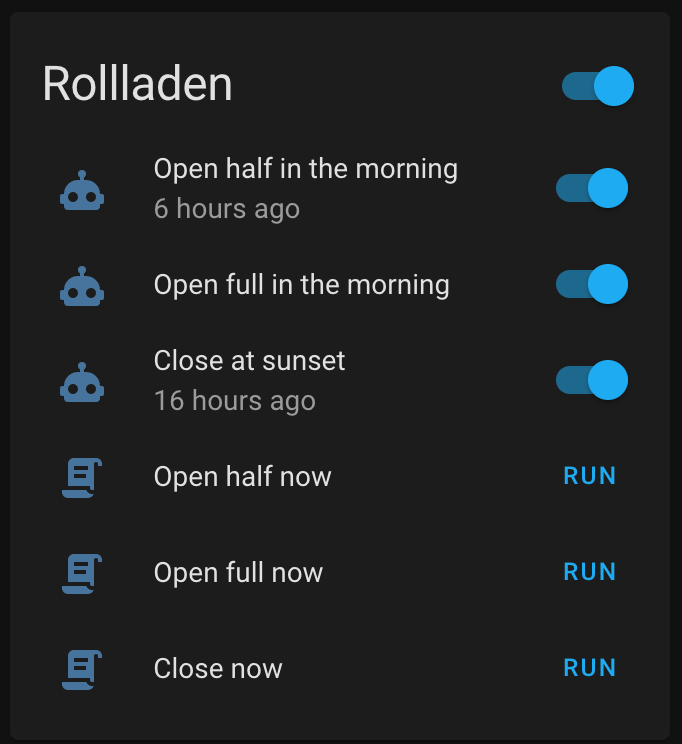 Rollladen
Open half in the morning
6 hours ago
Open full in the morning
Close at sunset
16 hours ago
Open half now
RUN
Open full now
RUN
Close now
RUN